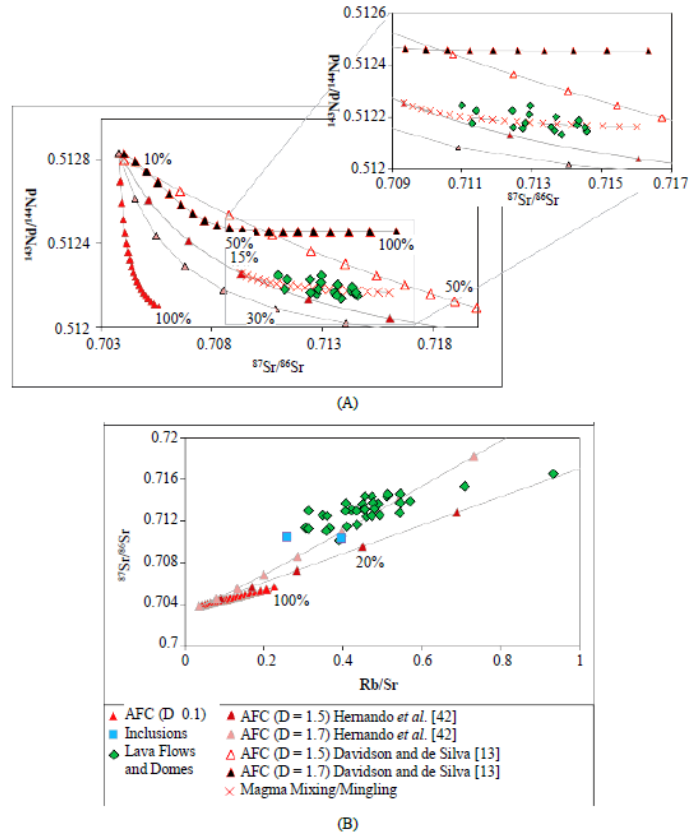 0.5126
0.5124
0.5122
0.512
¹⁴³Nd/¹⁴⁴Nd
0.709
0.711
0.713
0.715
0.717
⁸⁷Sr/⁸⁶Sr
0.5128
0.5124
0.512
¹⁴³Nd/¹⁴⁴Nd
10%
50%
100%
15%
50%
30%
100%
0.703
0.708
0.713
0.718
⁸⁷Sr/⁸⁶Sr
(A)
0.72
0.716
0.712
0.708
0.704
0.7
⁸⁷Sr/⁸⁶Sr
20%
100%
0
0.2
0.4
0.6
0.8
1
Rb/Sr
AFC (D 0.1)
Inclusions
Lava Flows
and Domes
AFC (D = 1.5) Hernando et al. [42]
AFC (D = 1.7) Hernando et al. [42]
AFC (D = 1.5) Davidson and de Silva [13]
AFC (D = 1.7) Davidson and de Silva [13]
Magma Mixing/Mingling
(B)